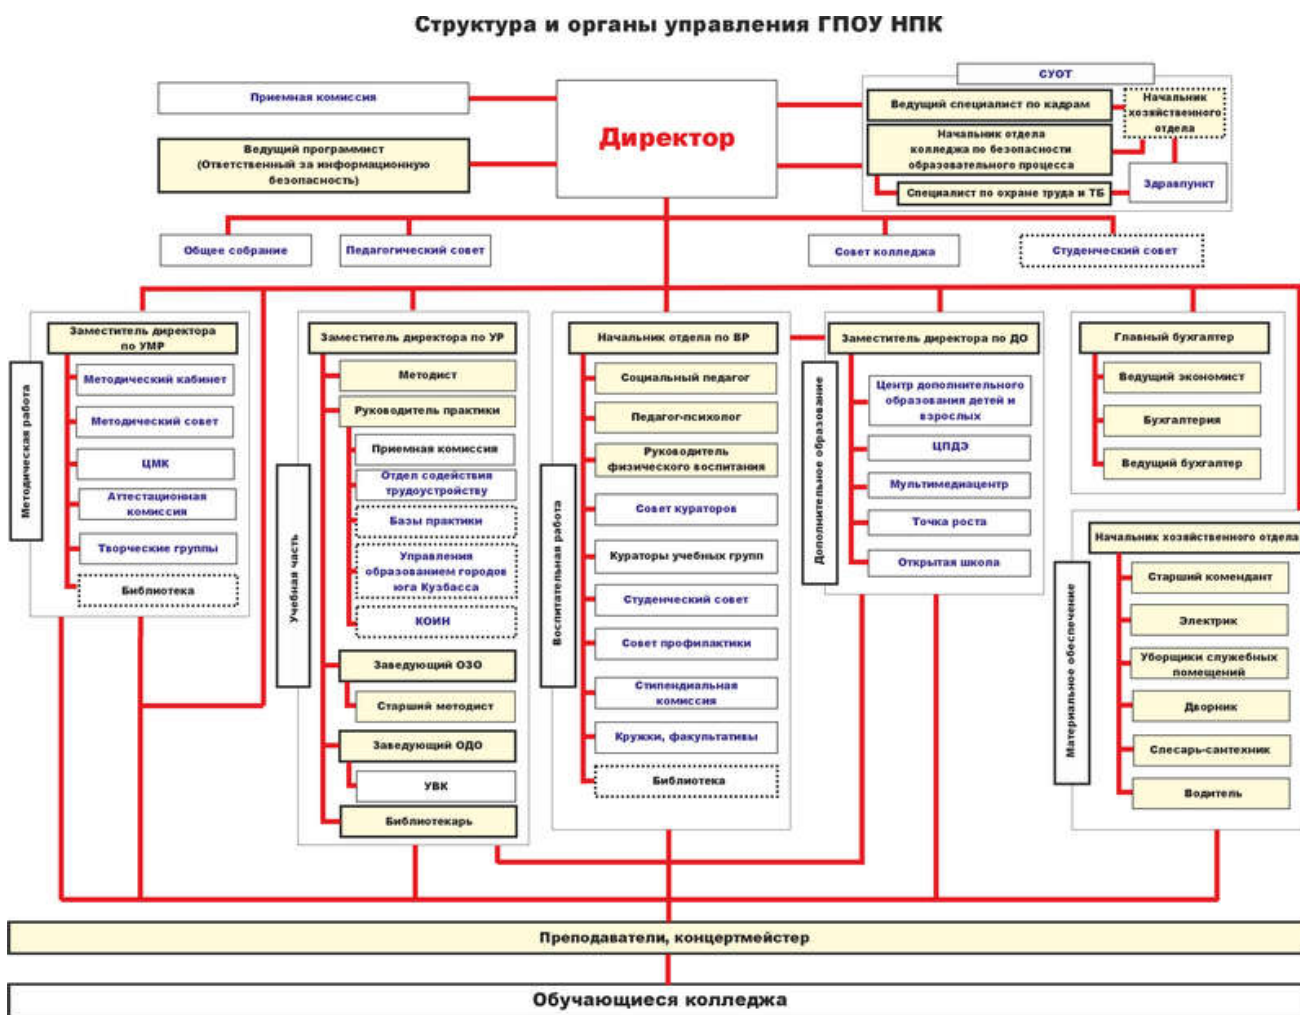 Структура и органы управления ГПОУ НПК
Приемная комиссия
Ведущий программист
(Ответственный за информационную
безопасность)
Директор
СУОТ
Ведущий специалист по кадрам
Начальник
хозяйственного
отдела
Начальник отдела
колледжа по безопасности
образовательного процесса
Специалист по охране труда и ТБ
Здравпункт
Общее собрание
Педагогический совет
Совет колледжа
Студенческий совет
Методическая работа
Заместитель директора
по УМР
Методический кабинет
Методический совет
ЦМК
Аттестационная
комиссия
Творческие группы
Библиотека
Учебная часть
Заместитель директора по УР
Методист
Руководитель практики
Приемная комиссия
Отдел содействия
трудоустройству
Базы практики
Управления
образованием городов
юга Кузбасса
КОИН
Заведующий ОЗО
Старший методист
Заведующий ОДО
УВК
Библиотекарь
Воспитательная работа
Начальник отдела по ВР
Социальный педагог
Педагог-психолог
Руководитель
физического воспитания
Совет кураторов
Кураторы учебных групп
Студенческий совет
Совет профилактики
Стипендиальная
комиссия
Кружки, факультативы
Библиотека
Дополнительное образование
Заместитель директора по ДО
Центр дополнительного
образования детей и
взрослых
ЦПДЭ
Мультимедиацентр
Точка роста
Открытая школа
Главный бухгалтер
Ведущий экономист
Бухгалтерия
Ведущий бухгалтер
Материальное обеспечение
Начальник хозяйственного отдела
Старший комендант
Электрик
Уборщики служебных
помещений
Дворник
Слесарь-сантехник
Водитель
Преподаватели, концертмейстер
Обучающиеся колледжа